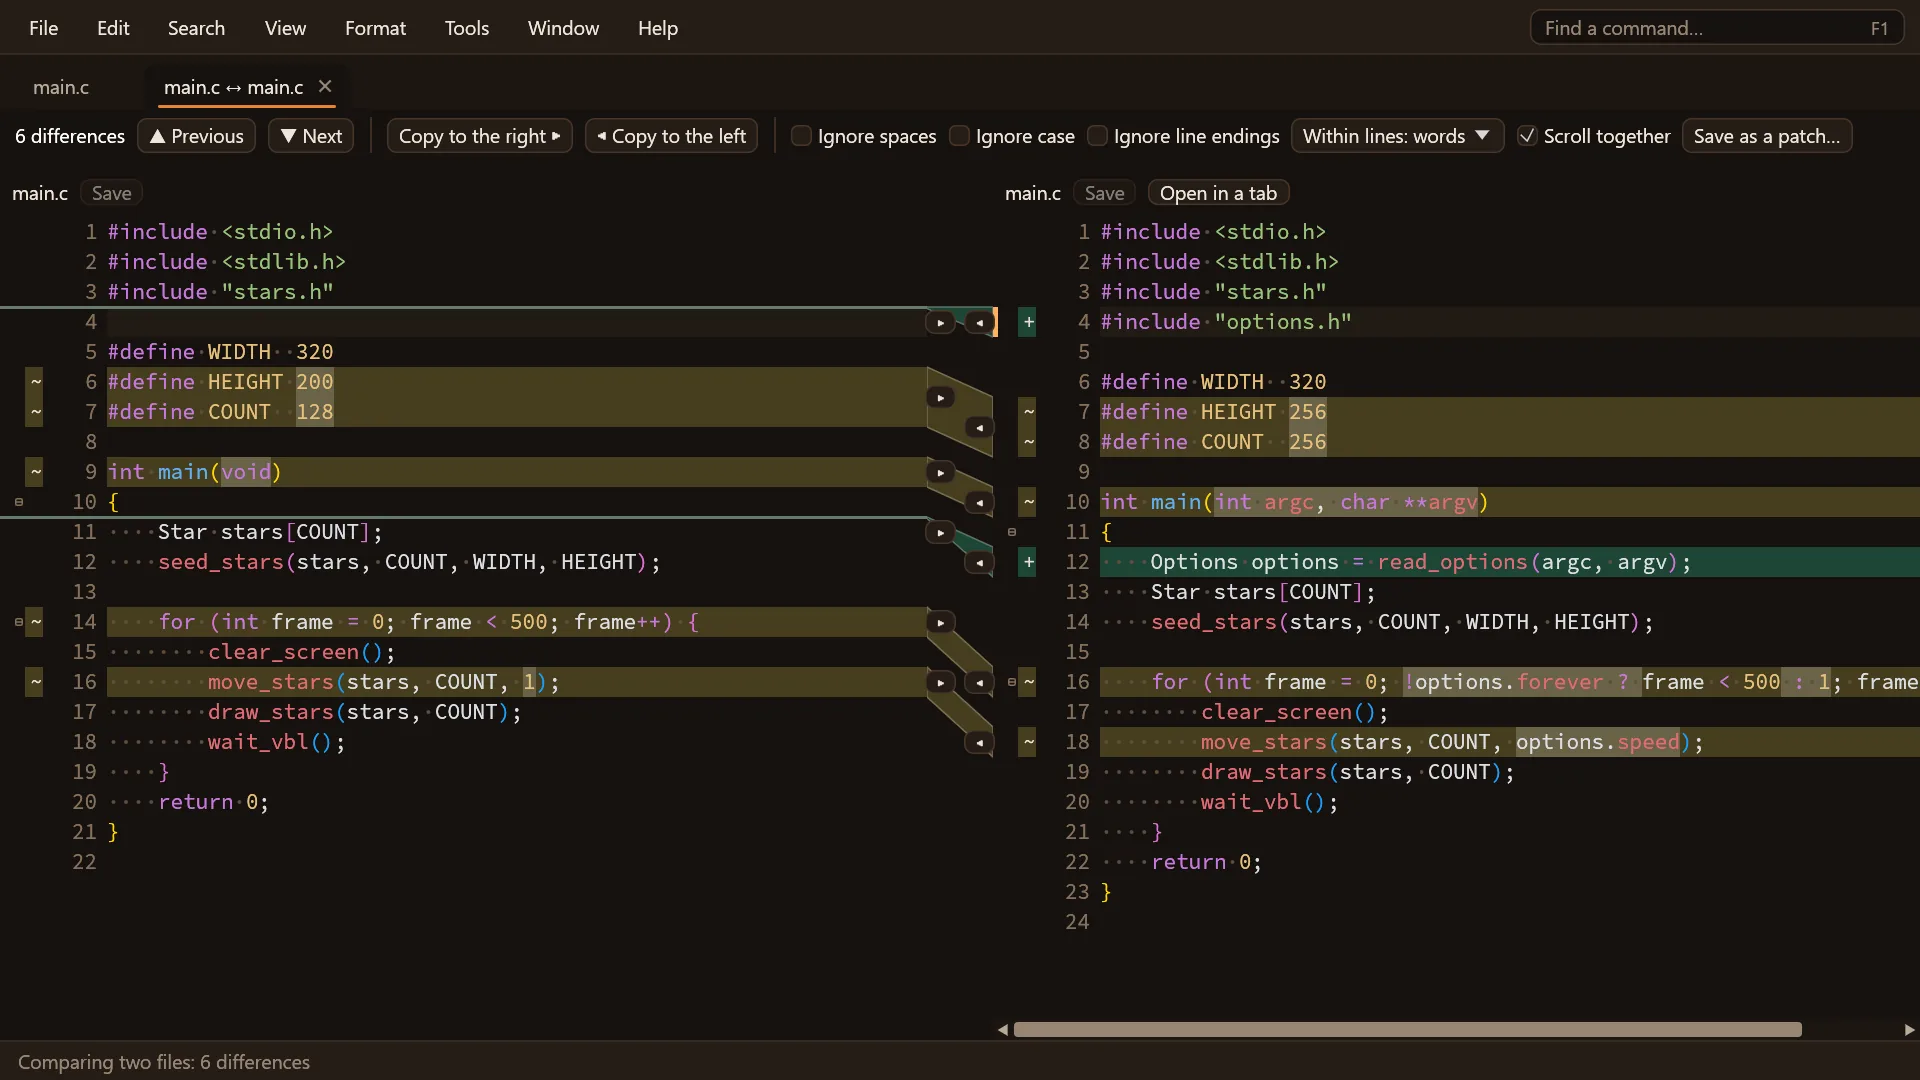 File Edit Search View Format Tools Window Help Find a command... F1
main.c main.c ↔ main.c ✕
6 differences ▲ Previous ▼ Next Copy to the right ▸ ◂ Copy to the left Ignore spaces Ignore case Ignore line endings Within lines: words ▼ Scroll together Save as a patch...
main.c Save
1 #include <stdio.h>
2 #include <stdlib.h>
3 #include "stars.h"
4
5 #define WIDTH  320
~ 6 #define HEIGHT 200
~ 7 #define COUNT  128
8
~ 9 int main(void)
10 {
11     Star stars[COUNT];
12     seed_stars(stars, COUNT, WIDTH, HEIGHT);
13
~ 14     for (int frame = 0; frame < 500; frame++) {
15         clear_screen();
~ 16         move_stars(stars, COUNT, 1);
17         draw_stars(stars, COUNT);
18         wait_vbl();
19     }
20     return 0;
21 }
22
main.c Save Open in a tab
1 #include <stdio.h>
2 #include <stdlib.h>
3 #include "stars.h"
+ 4 #include "options.h"
5
6 #define WIDTH  320
~ 7 #define HEIGHT 256
~ 8 #define COUNT  256
9
~ 10 int main(int argc, char **argv)
11 {
+ 12     Options options = read_options(argc, argv);
13     Star stars[COUNT];
14     seed_stars(stars, COUNT, WIDTH, HEIGHT);
15
~ 16     for (int frame = 0; !options.forever ? frame < 500 : 1; frame
17         clear_screen();
~ 18         move_stars(stars, COUNT, options.speed);
19         draw_stars(stars, COUNT);
20         wait_vbl();
21     }
22     return 0;
23 }
24
Comparing two files: 6 differences